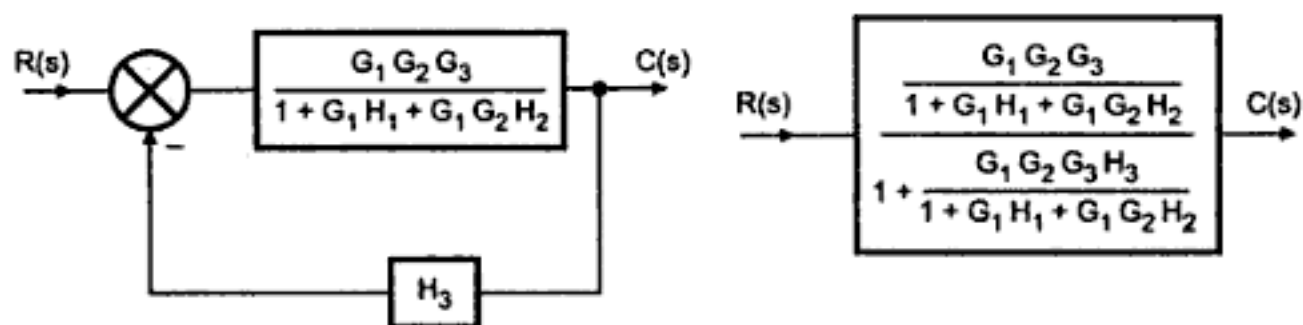 R(s)
G₁ G₂ G₃
1 + G₁ H₁ + G₁ G₂ H₂
C(s)
−
H₃
R(s)
G₁ G₂ G₃
1 + G₁ H₁ + G₁ G₂ H₂
1 + G₁ G₂ G₃ H₃
1 + G₁ H₁ + G₁ G₂ H₂
C(s)